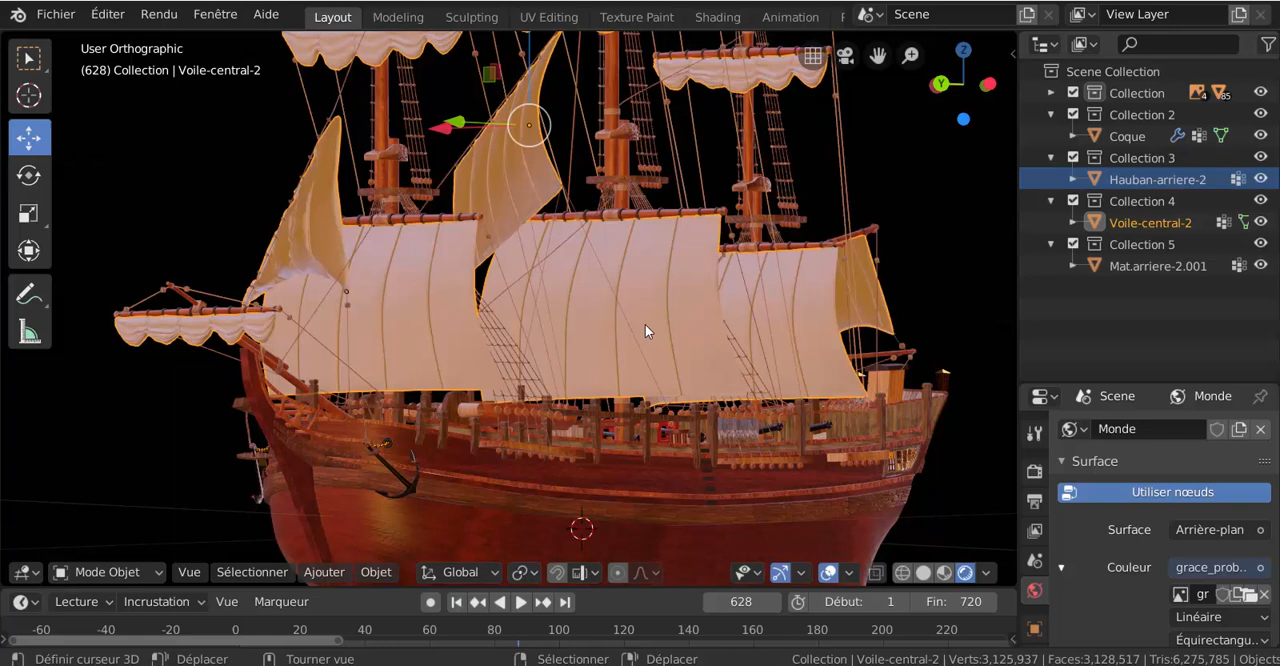 Fichier Éditer Rendu Fenêtre Aide Layout Modeling Sculpting UV Editing Texture Paint Shading Animation Scene View Layer
User Orthographic
(628) Collection | Voile-central-2
Z
Y
Scene Collection
Collection 4 85
Collection 2
Coque
Collection 3
Hauban-arriere-2
Collection 4
Voile-central-2
Collection 5
Mat.arriere-2.001
Scene Monde
Monde
Surface
Utiliser nœuds
Surface Arrière-plan
Couleur grace_prob..
gr
Linéaire
Équirectangu..
Mode Objet Vue Sélectionner Ajouter Objet Global
Lecture Incrustation Vue Marqueur 628 Début: 1 Fin: 720
-60 -40 -20 0 20 40 60 80 100 120 140 160 180 200 220
Définir curseur 3D Déplacer Tourner vue Sélectionner Déplacer Collection | Voile-central-2 | Verts:3,125,937 | Faces:3,128,517 | Tris:6,275,785 | Object